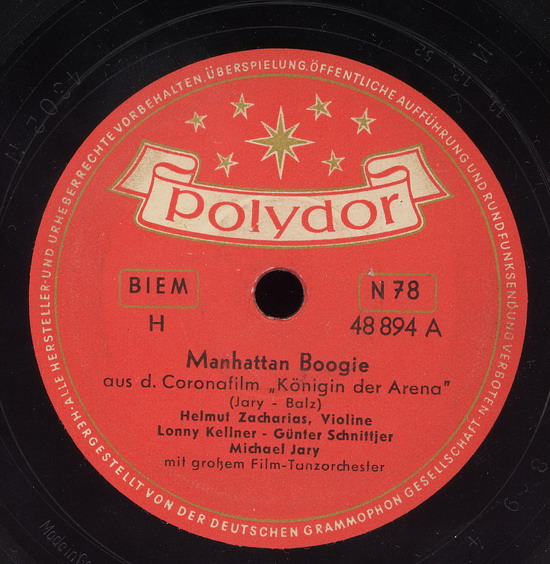 ALLE HERSTELLER-UND URHEBERRECHTE VORBEHALTEN, ÜBERSPIELUNG, ÖFFENTLICHE AUFFÜHRUNG UND RUNDFUNKSENDUNG VERBOTEN·
polydor
BIEM
N 78
H
48 894 A
Manhattan Boogie
aus d. Coronafilm „Königin der Arena"
(Jary - Balz)
Helmut Zacharias, Violine
Lonny Kellner - Günter Schnittjer
Michael Jary
mit großem Film-Tanzorchester
HERGESTELLT VON DER DEUTSCHEN GRAMMOPHON GESELLSCHAFT·